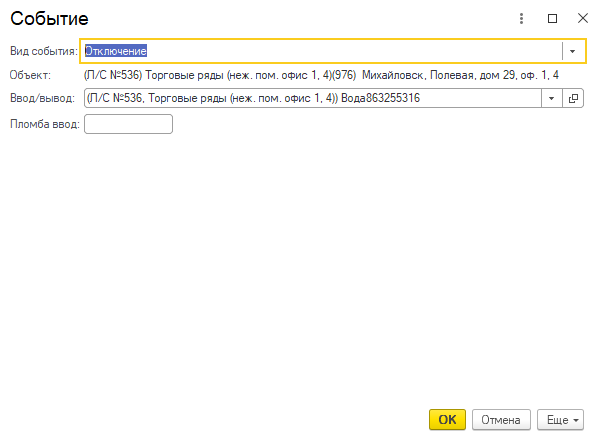 Событие
Вид события: Отключение
Объект: (Л/С №536) Торговые ряды (неж. пом. офис 1, 4)(976) Михайловск, Полевая, дом 29, оф. 1, 4
Ввод/вывод: (Л/С №536, Торговые ряды (неж. пом. офис 1, 4)) Вода863255316
Пломба ввод:
ОК Отмена Еще